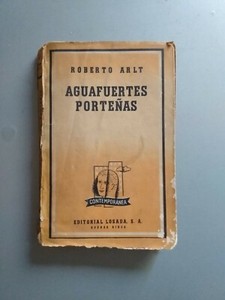 ROBERTO ARLT
AGUAFUERTES
PORTEÑAS
CONTEMPORANEA
EDITORIAL LOSADA, S. A.
BUENOS AIRES